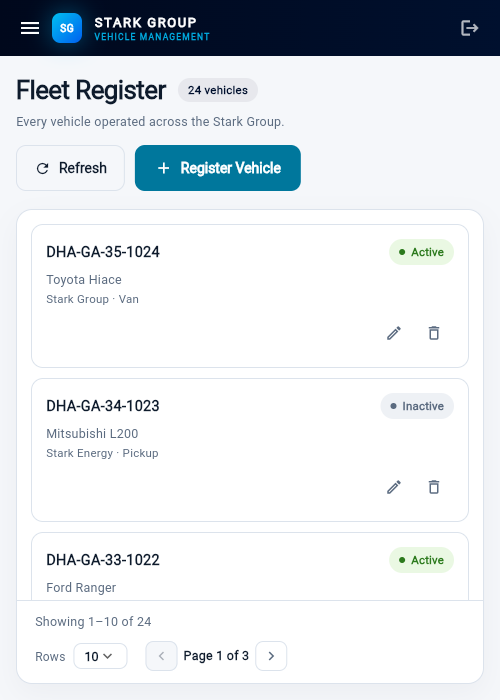 SG
STARK GROUP
VEHICLE MANAGEMENT
Fleet Register
24 vehicles
Every vehicle operated across the Stark Group.
Refresh
Register Vehicle
DHA-GA-35-1024
Active
Toyota Hiace
Stark Group · Van
DHA-GA-34-1023
Inactive
Mitsubishi L200
Stark Energy · Pickup
DHA-GA-33-1022
Active
Ford Ranger
Showing 1–10 of 24
Rows
10
Page 1 of 3